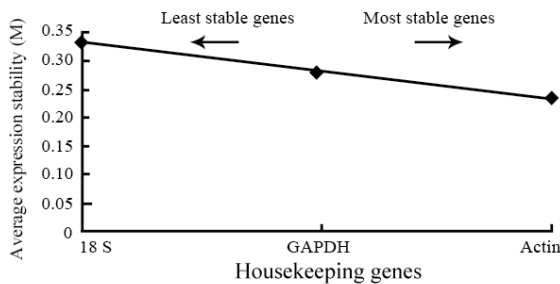 Least stable genes
Most stable genes
Average expression stability (M)
0.35
0.30
0.25
0.20
0.15
0.10
0.05
0
18 S
GAPDH
Actin
Housekeeping genes